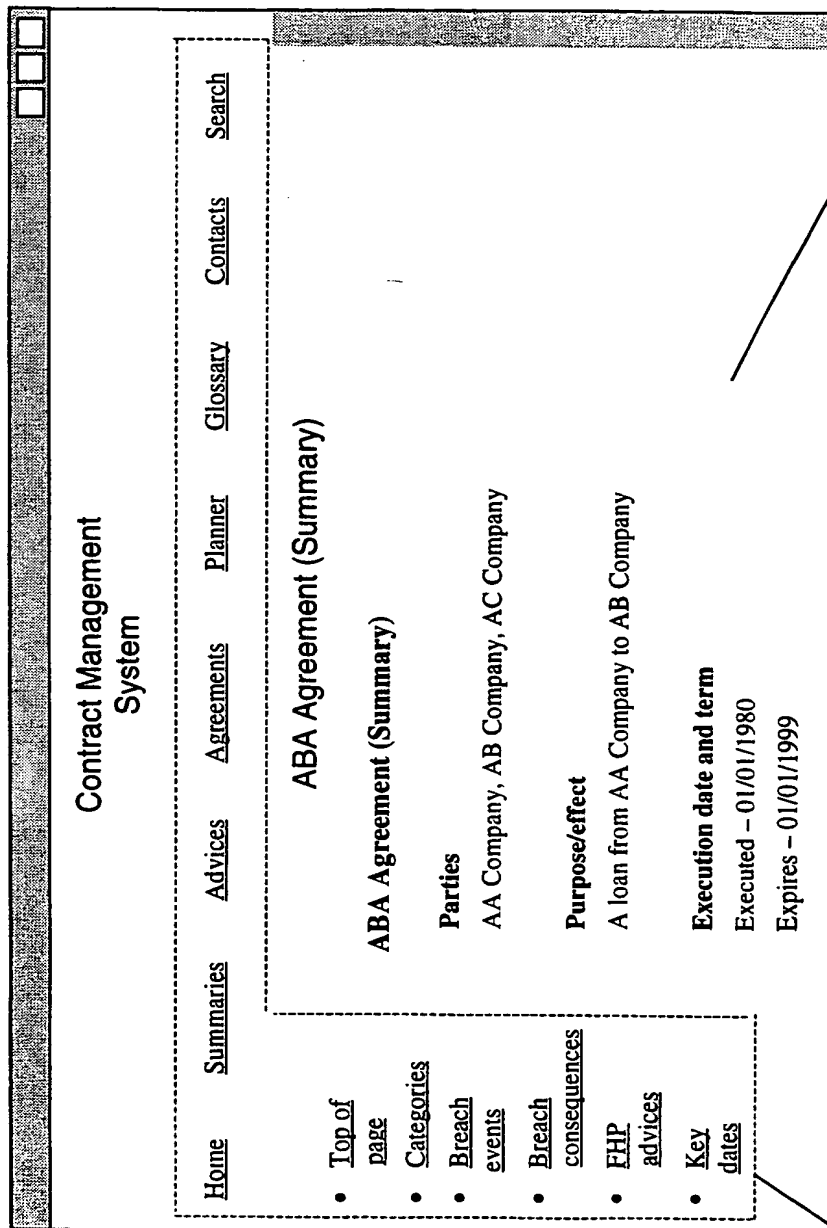 Contract Management
System
Home Summaries Advices Agreements Planner Glossary Contacts Search
• Top of
page
• Categories
• Breach
events
• Breach
consequences
• FHP
advices
• Key
dates
ABA Agreement (Summary)
ABA Agreement (Summary)
Parties
AA Company, AB Company, AC Company
Purpose/effect
A loan from AA Company to AB Company
Execution date and term
Executed – 01/01/1980
Expires – 01/01/1999